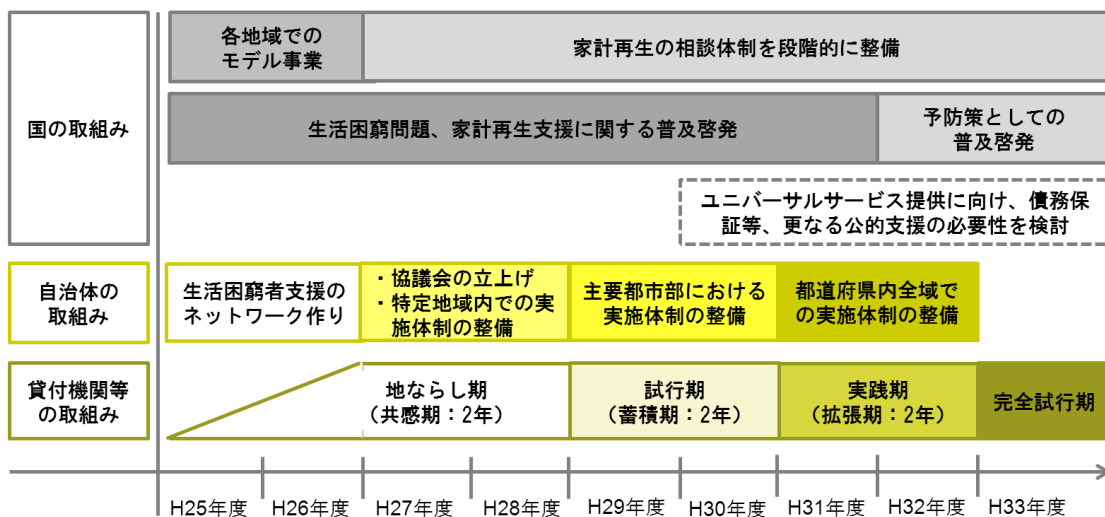 国の取組み
各地域での
モデル事業
家計再生の相談体制を段階的に整備
生活困窮問題、家計再生支援に関する普及啓発
予防策としての
普及啓発
ユニバーサルサービス提供に向け、債務保
証等、更なる公的支援の必要性を検討
自治体の
取組み
生活困窮者支援の
ネットワーク作り
・協議会の立上げ
・特定地域内での実
施体制の整備
主要都市部における
実施体制の整備
都道府県内全域で
の実施体制の整備
貸付機関等
の取組み
地ならし期
(共感期：2年)
試行期
(蓄積期：2年)
実践期
(拡張期：2年)
完全試行期
H25年度
H26年度
H27年度
H28年度
H29年度
H30年度
H31年度
H32年度
H33年度